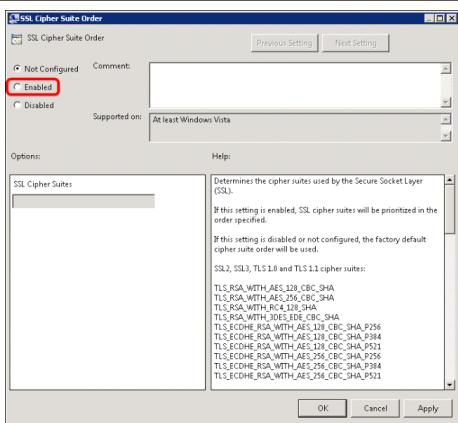 SSL Cipher Suite Order
SSL Cipher Suite Order
Previous Setting Next Setting
Not Configured Comment:
Enabled
Disabled
Supported on: At least Windows Vista
Options: Help:
SSL Cipher Suites
Determines the cipher suites used by the Secure Socket Layer
(SSL).
If this setting is enabled, SSL cipher suites will be prioritized in the
order specified.
If this setting is disabled or not configured, the factory default
cipher suite order will be used.
SSL2, SSL3, TLS 1.0 and TLS 1.1 cipher suites:
TLS_RSA_WITH_AES_128_CBC_SHA
TLS_RSA_WITH_AES_256_CBC_SHA
TLS_RSA_WITH_RC4_128_SHA
TLS_RSA_WITH_3DES_EDE_CBC_SHA
TLS_ECDHE_RSA_WITH_AES_128_CBC_SHA_P256
TLS_ECDHE_RSA_WITH_AES_128_CBC_SHA_P384
TLS_ECDHE_RSA_WITH_AES_128_CBC_SHA_P521
TLS_ECDHE_RSA_WITH_AES_256_CBC_SHA_P256
TLS_ECDHE_RSA_WITH_AES_256_CBC_SHA_P384
TLS_ECDHE_RSA_WITH_AES_256_CBC_SHA_P521
OK Cancel Apply